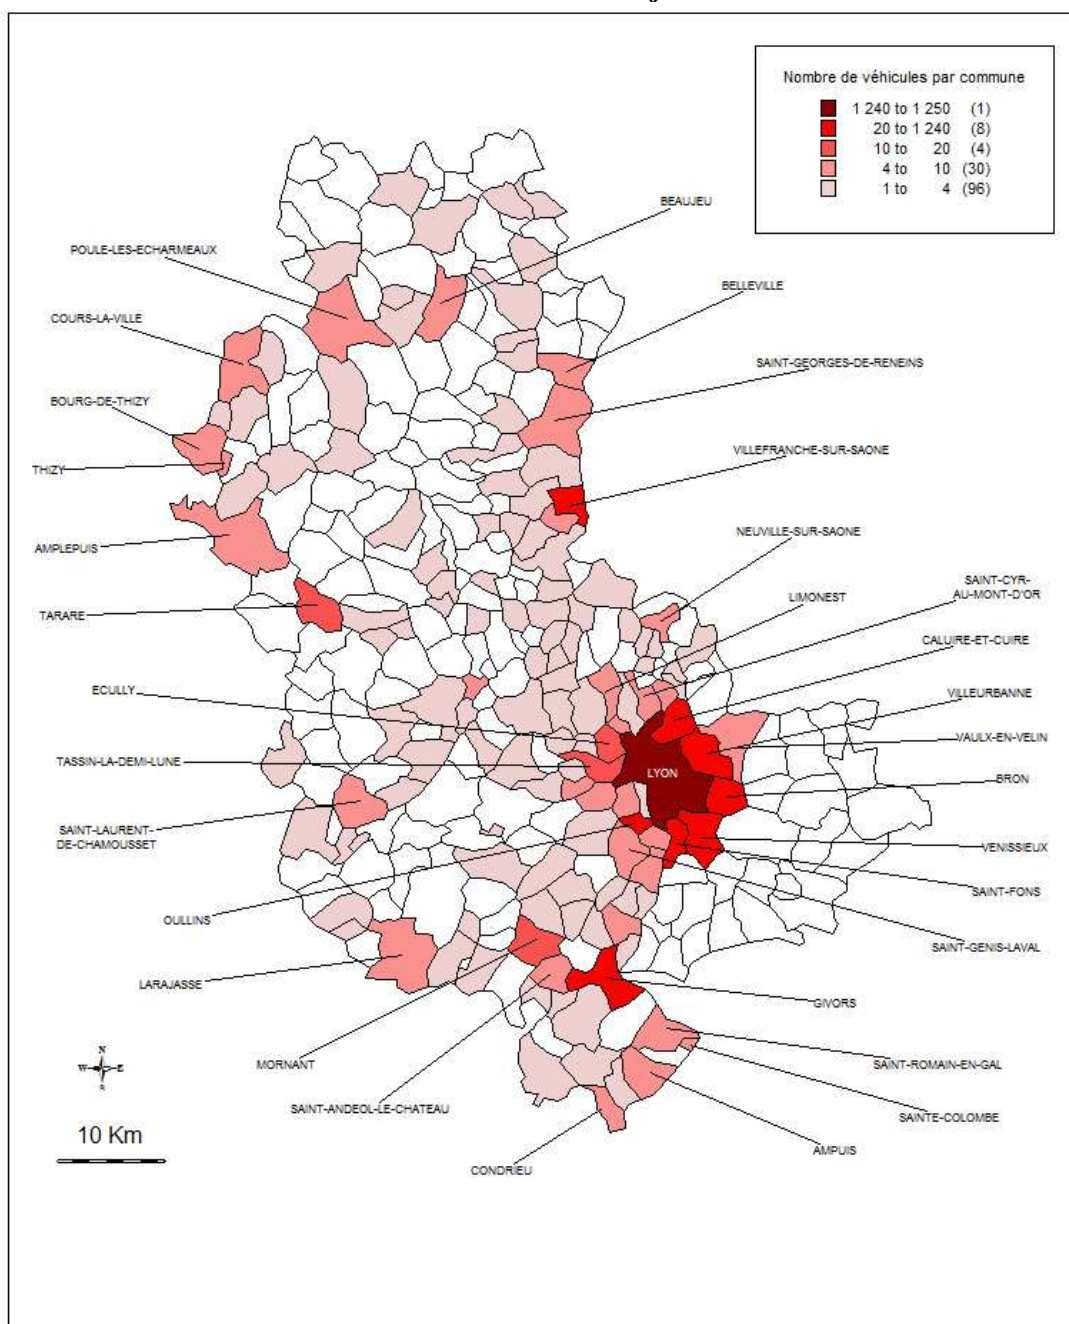 Nombre de véhicules par commune
1 240 to 1 250 (1)
20 to 1 240 (8)
10 to 20 (4)
4 to 10 (30)
1 to 4 (96)
BEAUJEU
POULE-LES-ECHARMEAUX
BELLEVILLE
COURS-LA-VILLE
SAINT-GEORGES-DE-RENEINS
BOURG-DE-THIZY
VILLEFRANCHE-SUR-SAONE
THIZY
NEUVILLE-SUR-SAONE
AMPLEPUIS
SAINT-CYR-
AU-MONT-D'OR
LIMONEST
TARARE
CALUIRE-ET-CUIRE
ECULLY
VILLEURBANNE
VAULX-EN-VELIN
TASSIN-LA-DEMI-LUNE
LYON
BRON
SAINT-LAURENT-
DE-CHAMOUSSET
VENISSIEUX
SAINT-FONS
OULLINS
SAINT-GENIS-LAVAL
LARAJASSE
GIVORS
MORNANT
SAINT-ROMAIN-EN-GAL
SAINT-ANDEOL-LE-CHATEAU
SAINTE-COLOMBE
AMPUIS
CONDRIEU
N
W E
S
10 Km